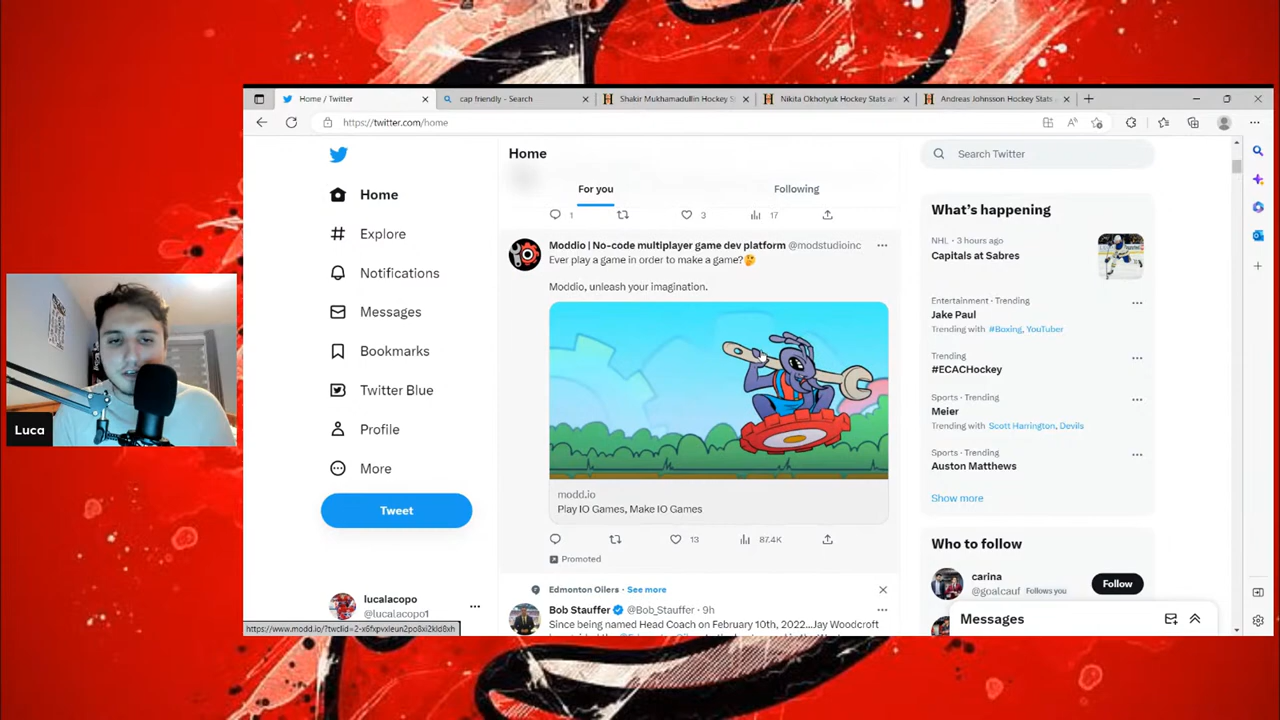 Home / Twitter
cap friendly - Search
Shakir Mukhamadullin Hockey S
Nikita Okhotyuk Hockey Stats an
Andreas Johnsson Hockey Stats
https://twitter.com/home
Home
For you
Following
1
3
17
Home
Explore
Notifications
Messages
Bookmarks
Twitter Blue
Profile
More
Tweet
lucalacopo
@lucalacopo1
Moddio | No-code multiplayer game dev platform @modstudioinc
Ever play a game in order to make a game?🤔
Moddio, unleash your imagination.
modd.io
Play IO Games, Make IO Games
13
87.4K
Promoted
Edmonton Oilers · See more
Bob Stauffer @Bob_Stauffer · 9h
Since being named Head Coach on February 10th, 2022...Jay Woodcroft
Search Twitter
What's happening
NHL · 3 hours ago
Capitals at Sabres
Entertainment · Trending
Jake Paul
Trending with #Boxing, YouTuber
Trending
#ECACHockey
Sports · Trending
Meier
Trending with Scott Harrington, Devils
Sports · Trending
Auston Matthews
Show more
Who to follow
carina
@goalcauf Follows you
Follow
Messages
Luca